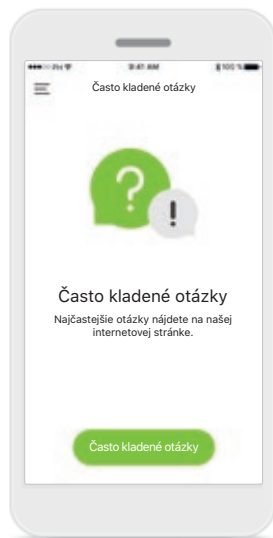 9:41 AM
100 %
Často kladené otázky
?
!
Často kladené otázky
Najčastejšie otázky nájdete na našej
internetovej stránke.
Často kladené otázky